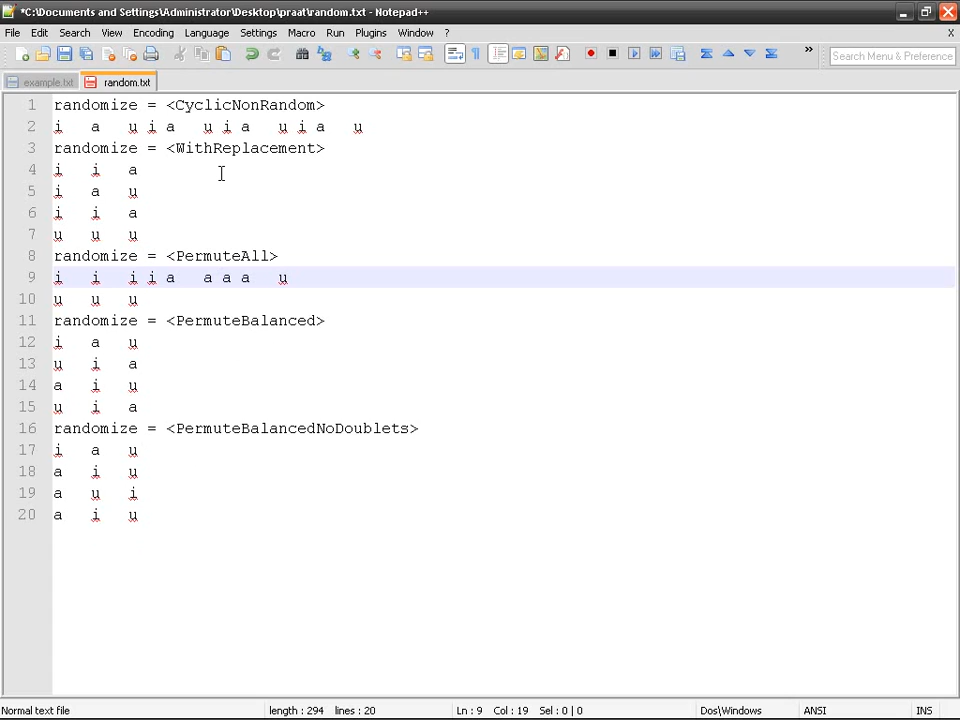 *C:\Documents and Settings\Administrator\Desktop\praat\random.txt - Notepad++
File Edit Search View Encoding Language Settings Macro Run Plugins Window ? X
Search Menu & Preference
example.txt random.txt
1 randomize = <CyclicNonRandom>
2 i a u i a u i a u i a u
3 randomize = <WithReplacement>
4 i i a
5 i a u
6 i i a
7 u u u
8 randomize = <PermuteAll>
9 i i i i a a a a u
10 u u u
11 randomize = <PermuteBalanced>
12 i a u
13 u i a
14 a i u
15 u i a
16 randomize = <PermuteBalancedNoDoublets>
17 i a u
18 a i u
19 a u i
20 a i u
Normal text file length : 294 lines : 20 Ln : 9 Col : 19 Sel : 0 | 0 Dos\Windows ANSI INS